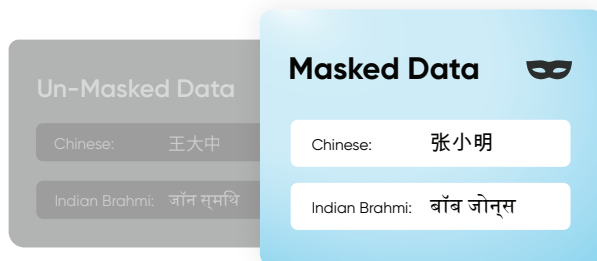 Un-Masked Data
Chinese: 王大中
Indian Brahmi: जॉन स्मथि
Masked Data
Chinese: 张小明
Indian Brahmi: बॉब जोन्स